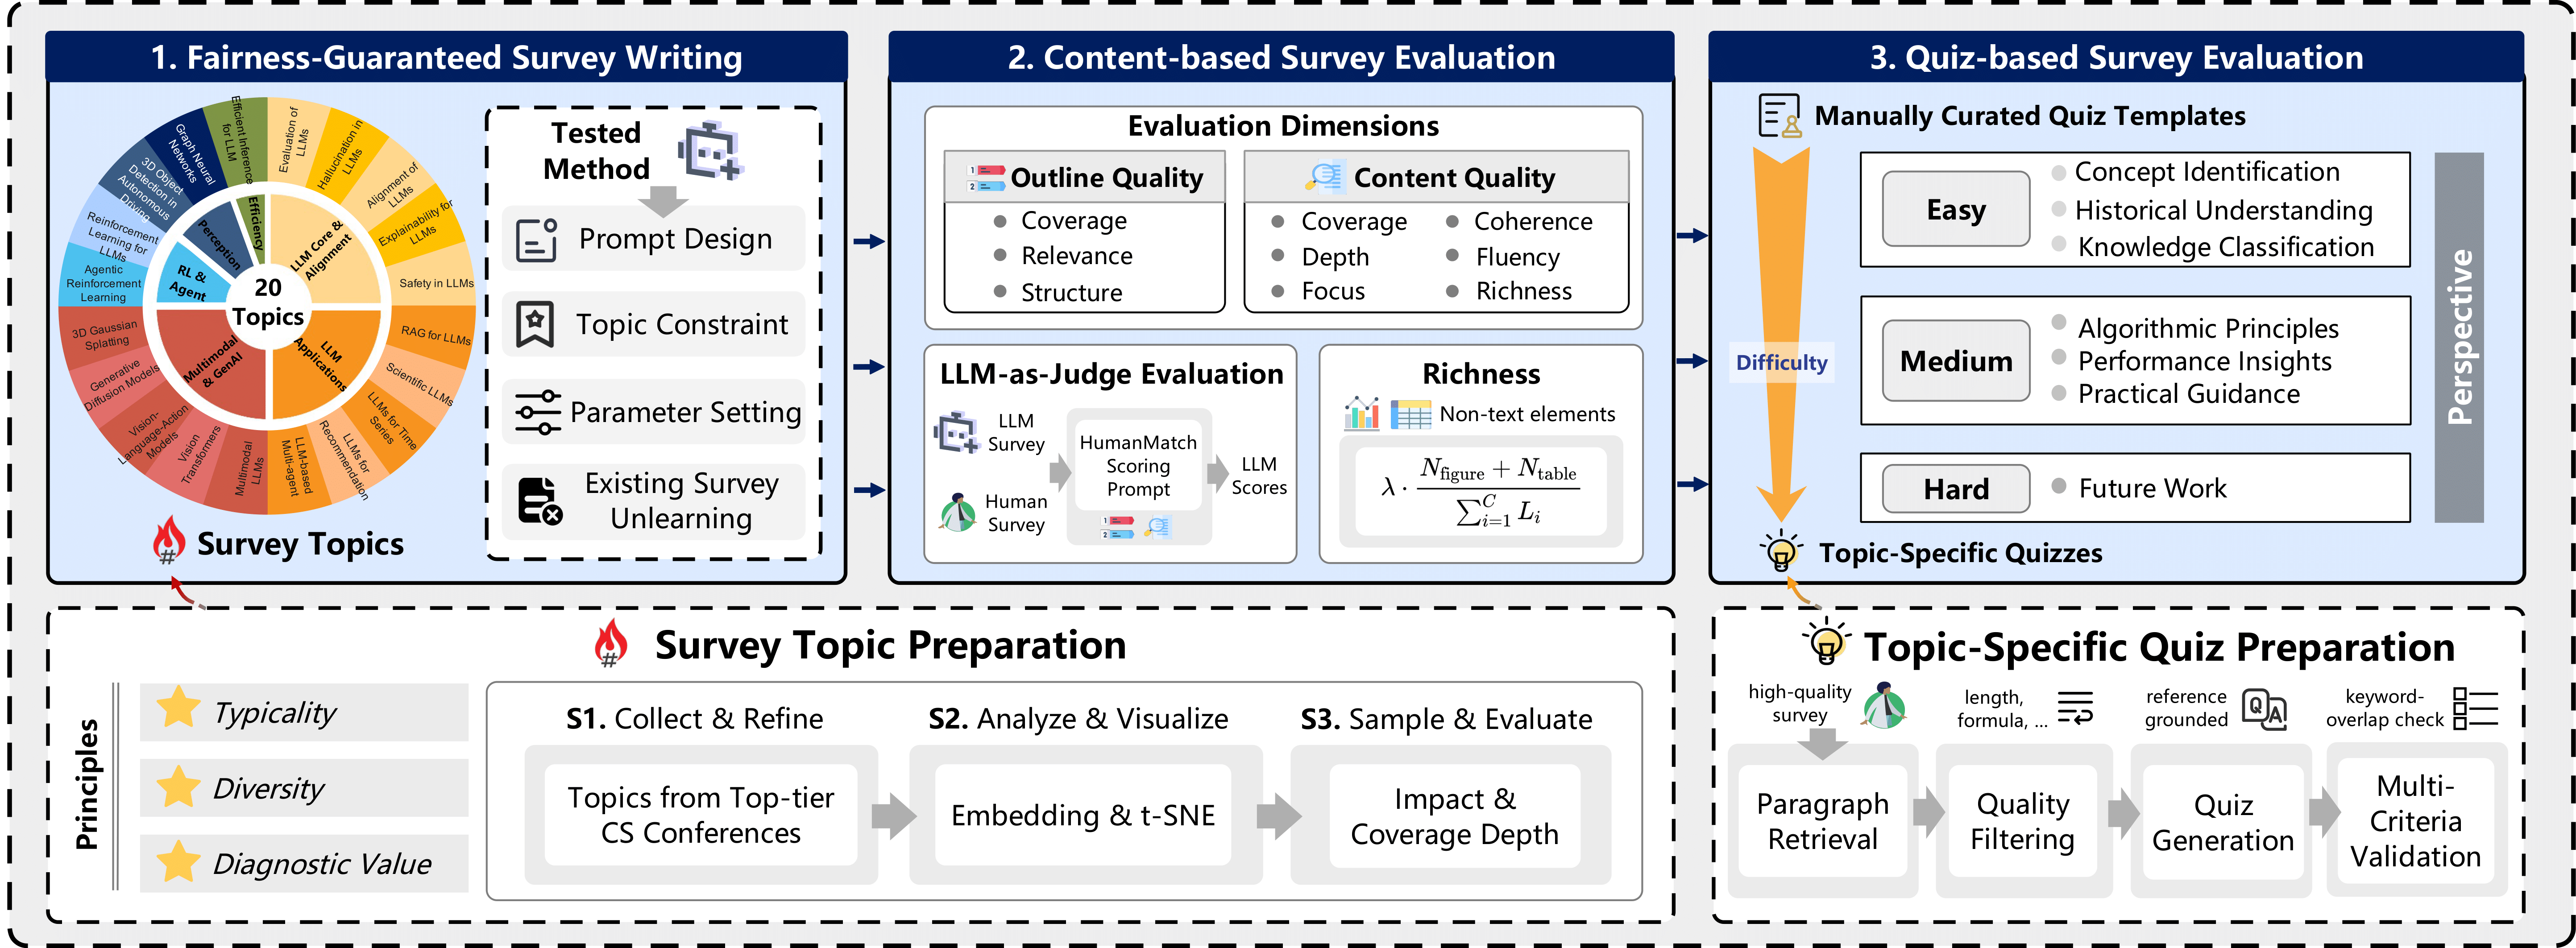 1. Fairness-Guaranteed Survey Writing
Efficient Inference
for LLM
Evaluation of
LLMs
Hallucination in
LLMs
Alignment of
LLMs
Explainability for
LLMs
Safety in LLMs
RAG for LLMs
Scientific LLMs
LLMs for Time
Series
LLMs for
Recommendation
LLM-based
Multi-agent
Multimodal
LLMs
Vision
Transformers
Vision-
Language-Action
Models
Generative
Diffusion Models
3D Gaussian
Splatting
Agentic
Reinforcement
Learning
Reinforcement
Learning for
LLMs
3D Object
Detection in
Autonomous
Driving
Graph Neural
Networks
Efficiency
LLM Core &
Alignment
LLM
Applications
Multimodal
& GenAI
RL &
Agent
Perception
20
Topics
# Survey Topics
Tested
Method
Prompt Design
Topic Constraint
Parameter Setting
Existing Survey
Unlearning
2. Content-based Survey Evaluation
Evaluation Dimensions
1
2
Outline Quality
Coverage
Relevance
Structure
Content Quality
Coverage
Depth
Focus
Coherence
Fluency
Richness
LLM-as-Judge Evaluation
LLM
Survey
Human
Survey
HumanMatch
Scoring
Prompt
1
2
LLM
Scores
Richness
Non-text elements
λ · (N_figure + N_table) / (∑_{i=1}^{C} L_i)
3. Quiz-based Survey Evaluation
Manually Curated Quiz Templates
Difficulty
Easy
Concept Identification
Historical Understanding
Knowledge Classification
Medium
Algorithmic Principles
Performance Insights
Practical Guidance
Hard
Future Work
Perspective
Topic-Specific Quizzes
# Survey Topic Preparation
Principles
Typicality
Diversity
Diagnostic Value
S1. Collect & Refine
Topics from Top-tier
CS Conferences
S2. Analyze & Visualize
Embedding & t-SNE
S3. Sample & Evaluate
Impact &
Coverage Depth
Topic-Specific Quiz Preparation
high-quality
survey
length,
formula, ...
reference
grounded
Q A
keyword-
overlap check
Paragraph
Retrieval
Quality
Filtering
Quiz
Generation
Multi-
Criteria
Validation